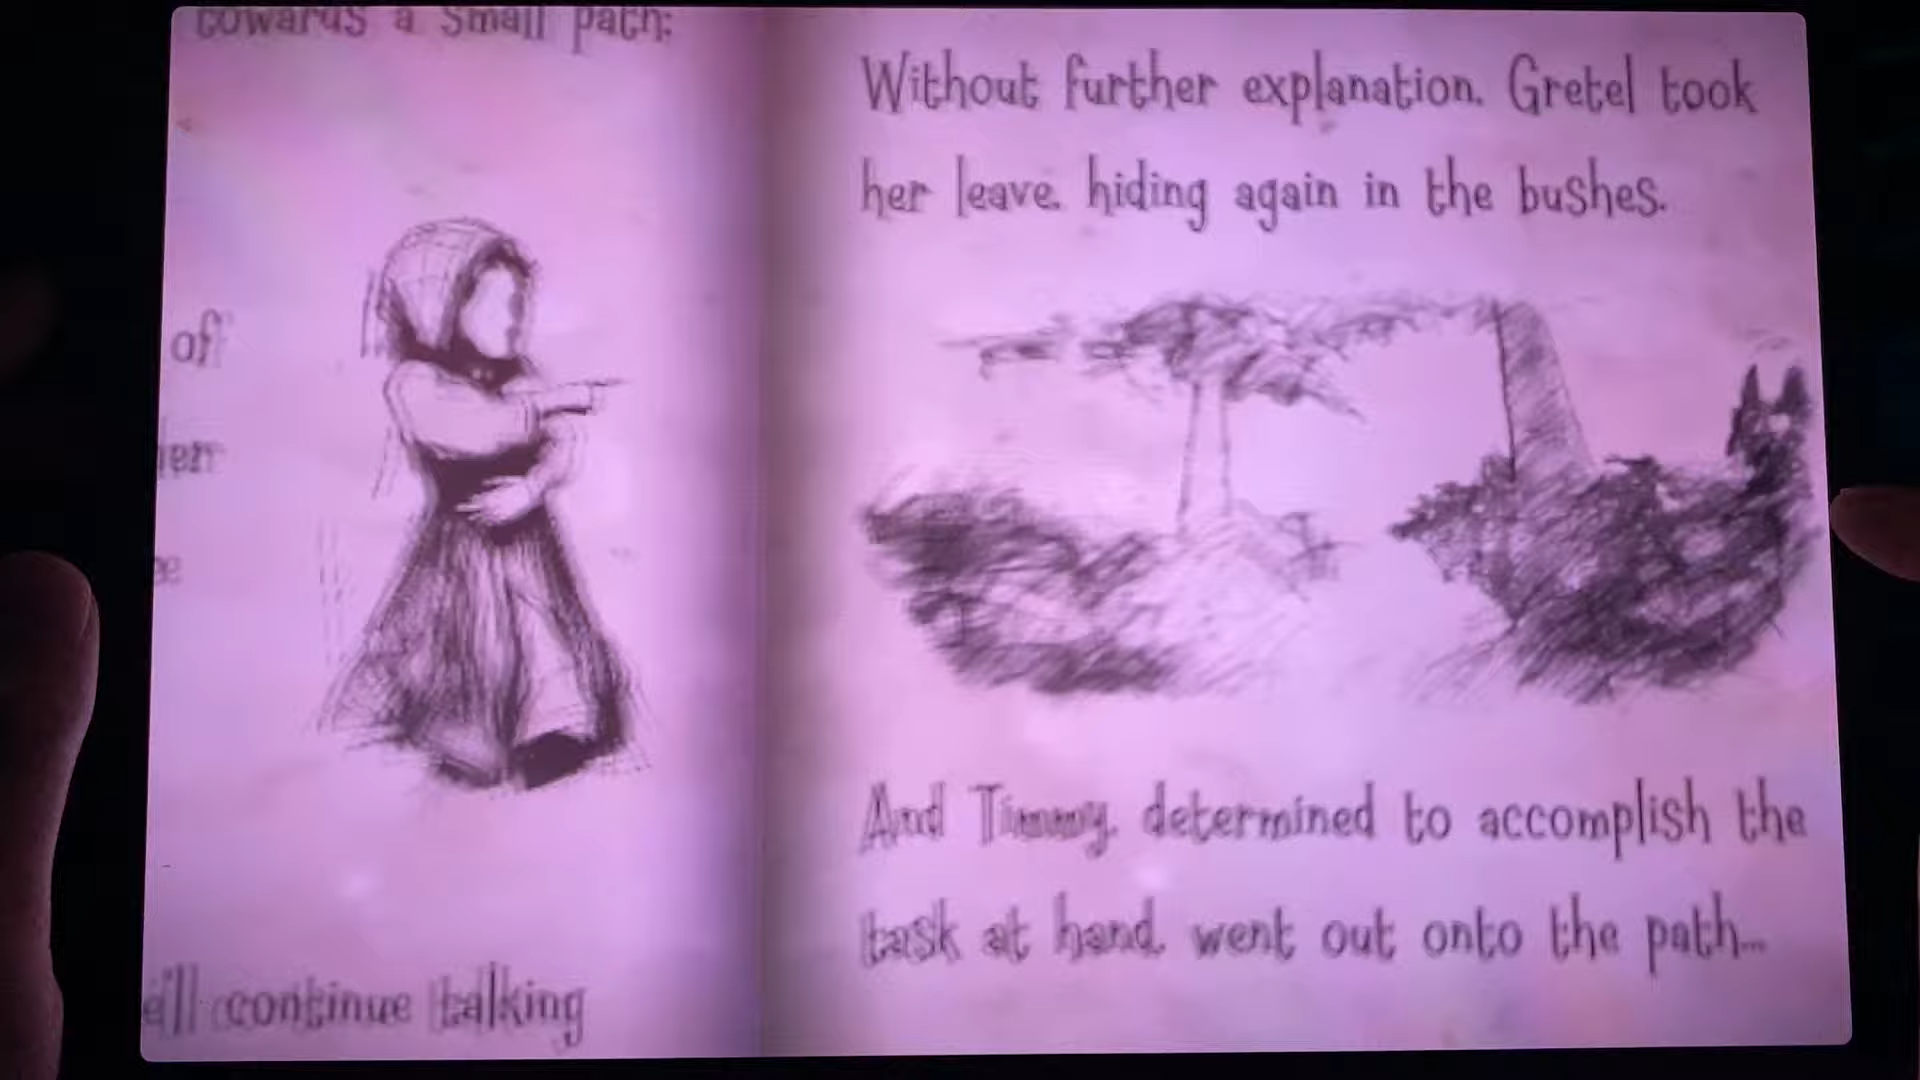 towards a small path:
of
e'll continue talking
Without further explanation. Gretel took
her leave. hiding again in the bushes.
And Timmy. determined to accomplish the
task at hand. went out onto the path...